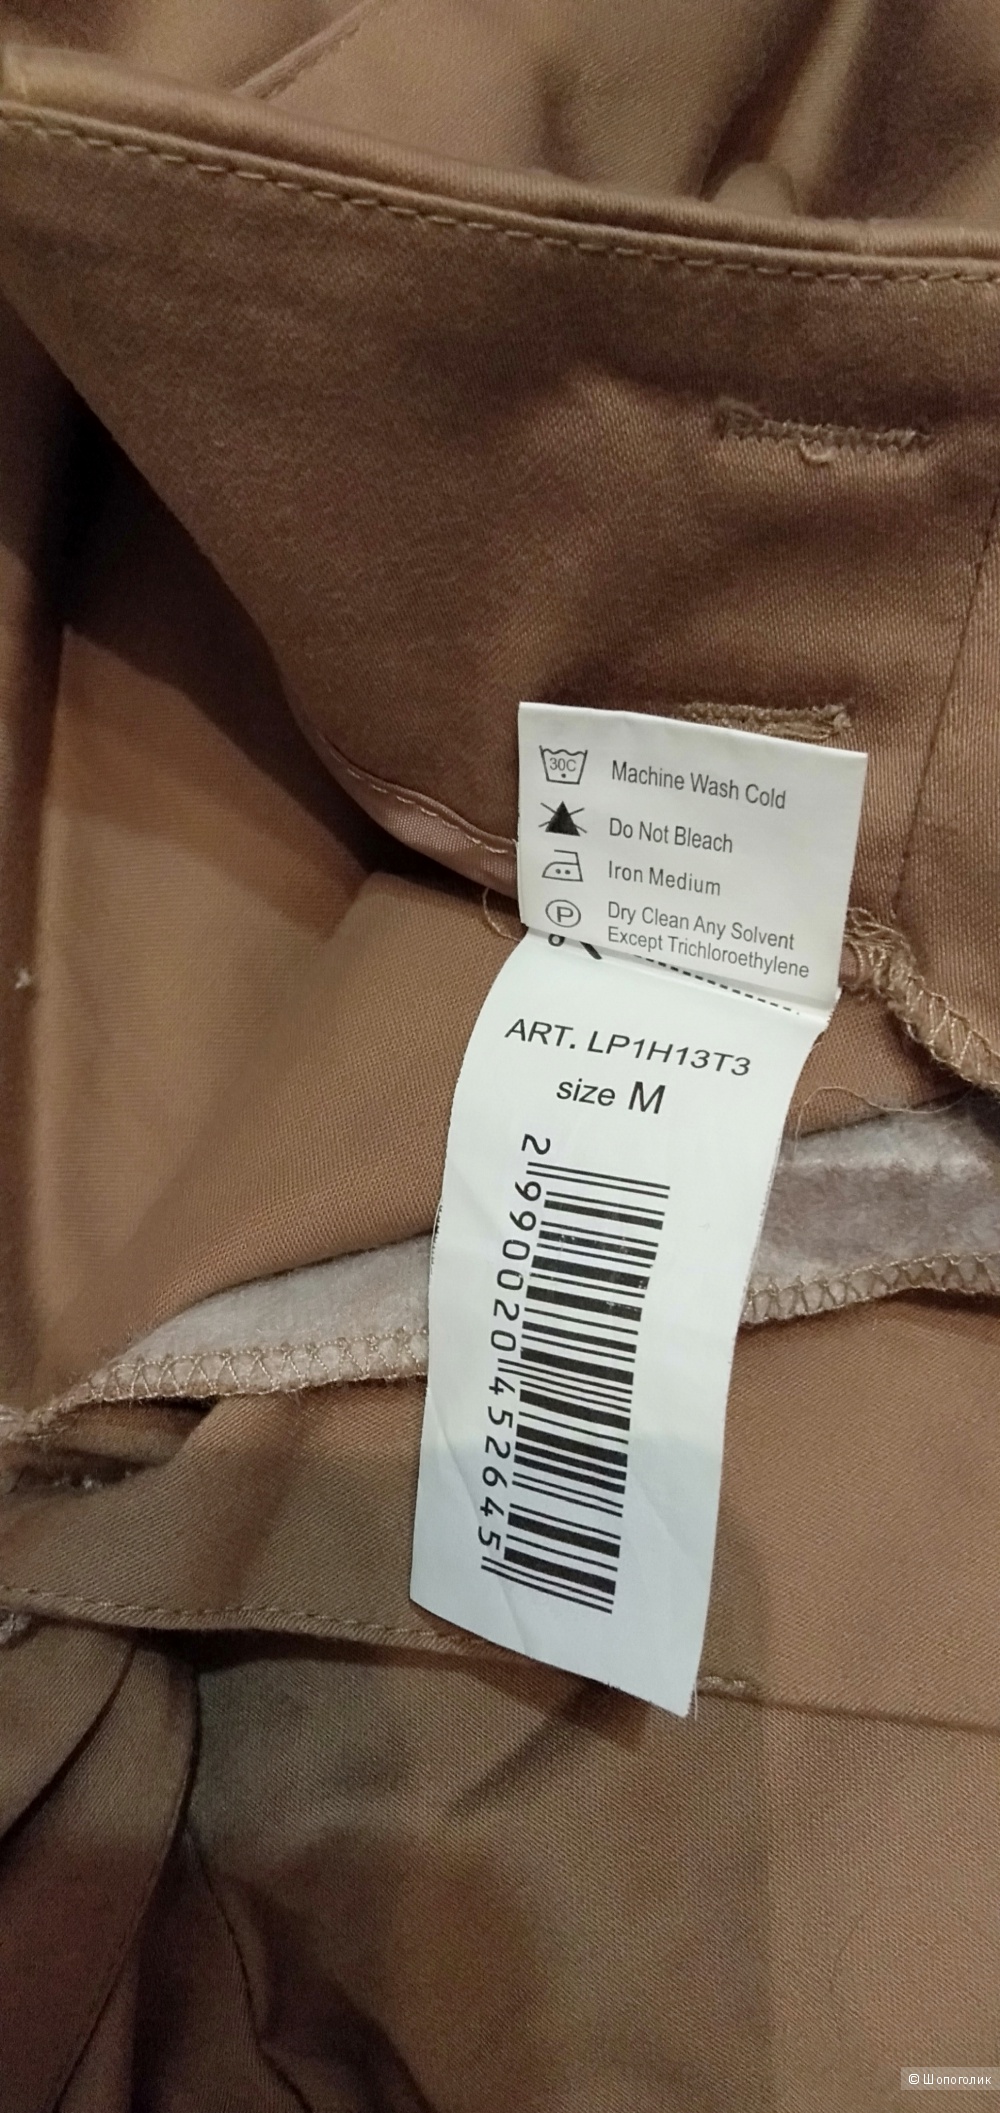 30C
Machine Wash Cold
Do Not Bleach
Iron Medium
P
Dry Clean Any Solvent
Except Trichloroethylene
ART. LP1H13T3
size M
2990020452645
© Шопоголик